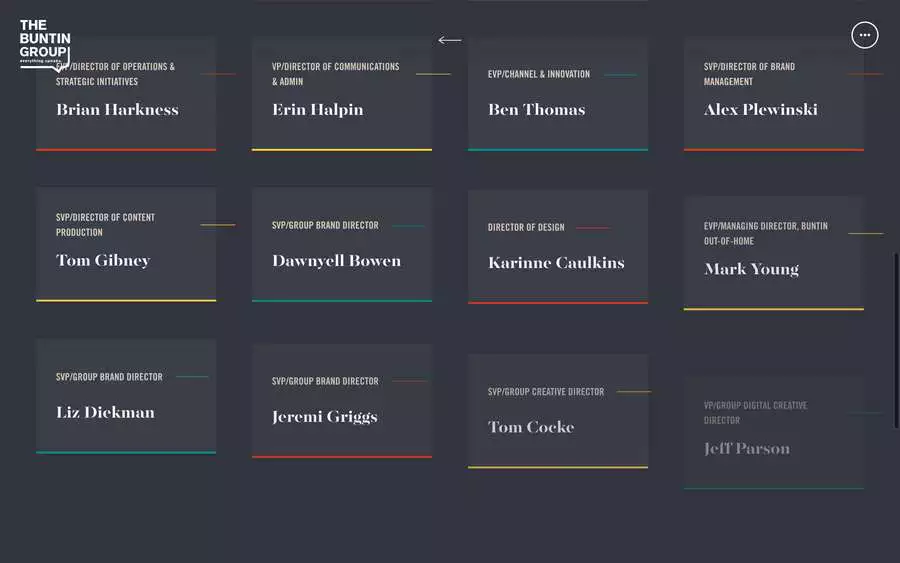 THE
BUNTIN
GROUP
everything speaks.
EVP/DIRECTOR OF OPERATIONS &
STRATEGIC INITIATIVES
Brian Harkness
VP/DIRECTOR OF COMMUNICATIONS
& ADMIN
Erin Halpin
EVP/CHANNEL & INNOVATION
Ben Thomas
SVP/DIRECTOR OF BRAND
MANAGEMENT
Alex Plewinski
SVP/DIRECTOR OF CONTENT
PRODUCTION
Tom Gibney
SVP/GROUP BRAND DIRECTOR
Dawnyell Bowen
DIRECTOR OF DESIGN
Karinne Caulkins
EVP/MANAGING DIRECTOR, BUNTIN
OUT-OF-HOME
Mark Young
SVP/GROUP BRAND DIRECTOR
Liz Diekman
SVP/GROUP BRAND DIRECTOR
Jeremi Griggs
SVP/GROUP CREATIVE DIRECTOR
Tom Cocke
VP/GROUP DIGITAL CREATIVE
DIRECTOR
Jeff Parson